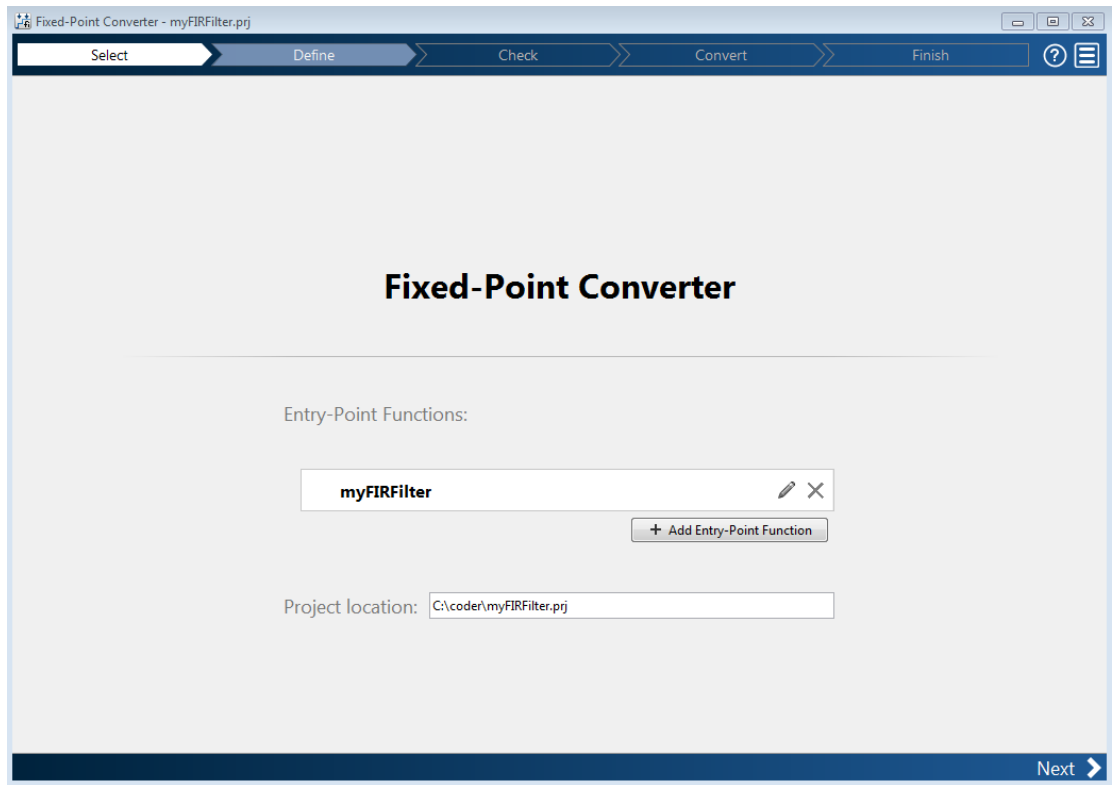 Fixed-Point Converter - myFIRFilter.prj
Select Define Check Convert Finish
Fixed-Point Converter
Entry-Point Functions:
myFIRFilter
+ Add Entry-Point Function
Project location: C:\coder\myFIRFilter.prj
Next